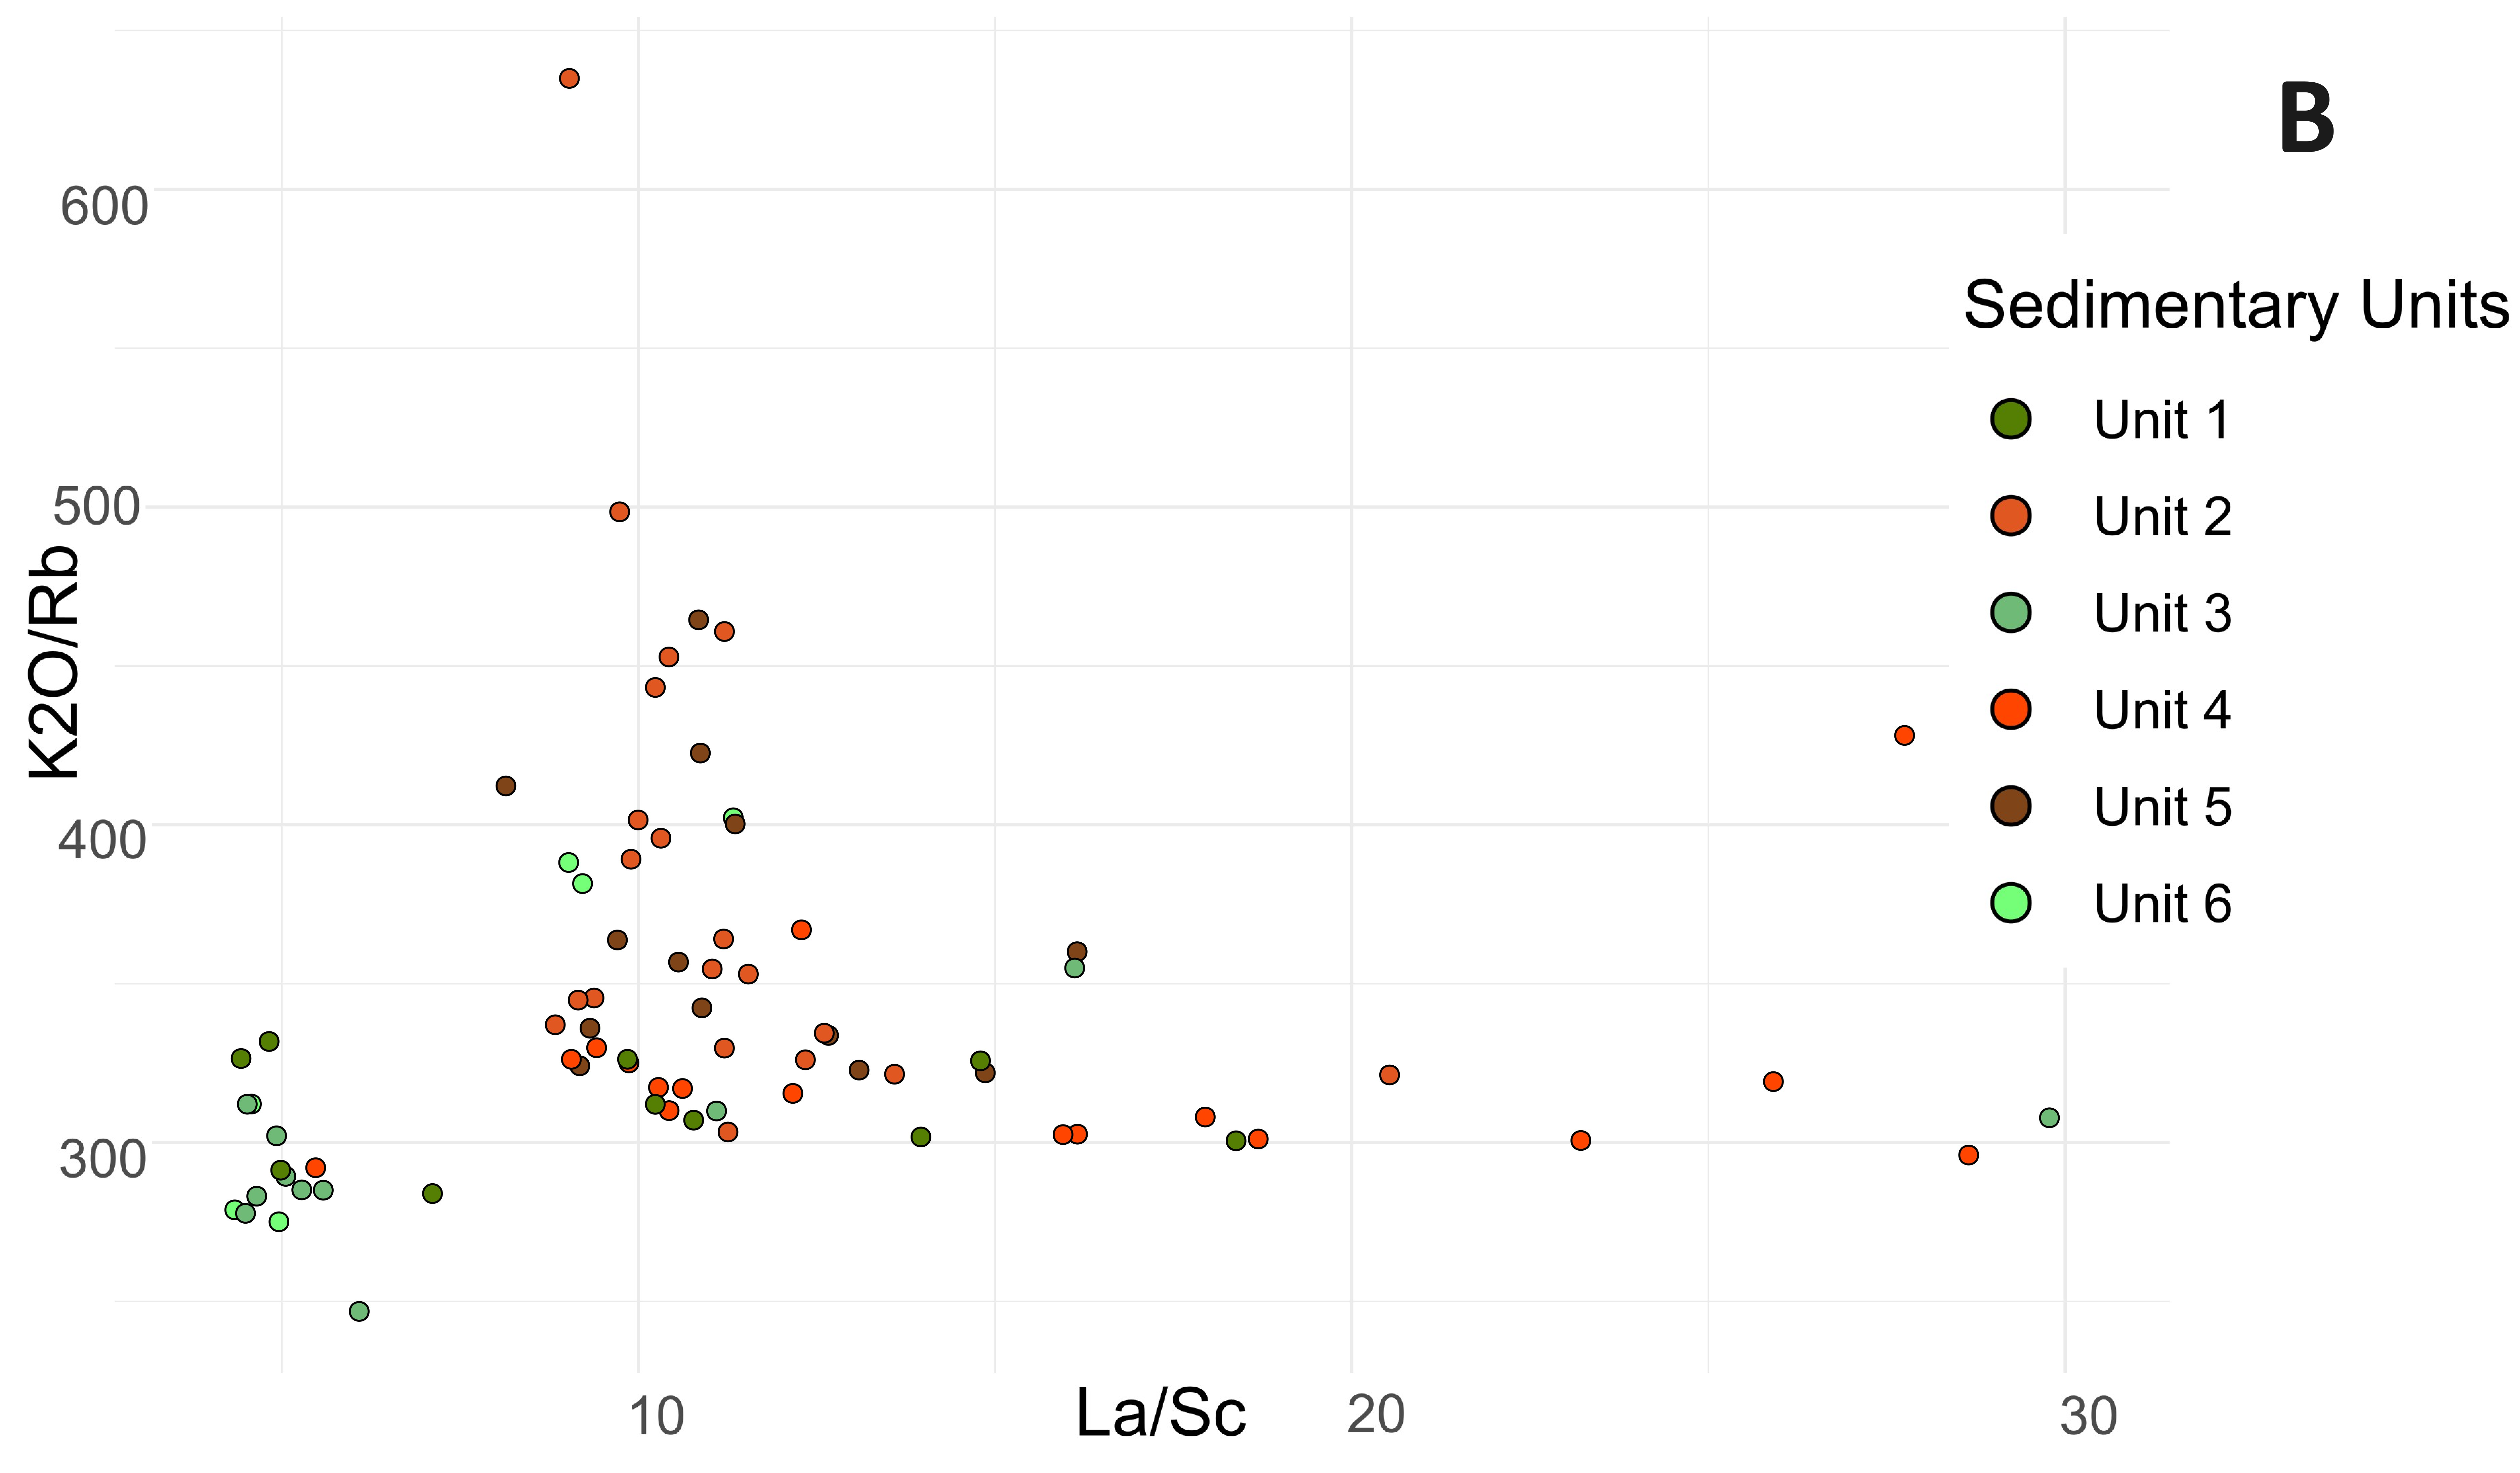 B
600
500
400
300
K2O/Rb
10
20
30
La/Sc
Sedimentary Units
Unit 1
Unit 2
Unit 3
Unit 4
Unit 5
Unit 6